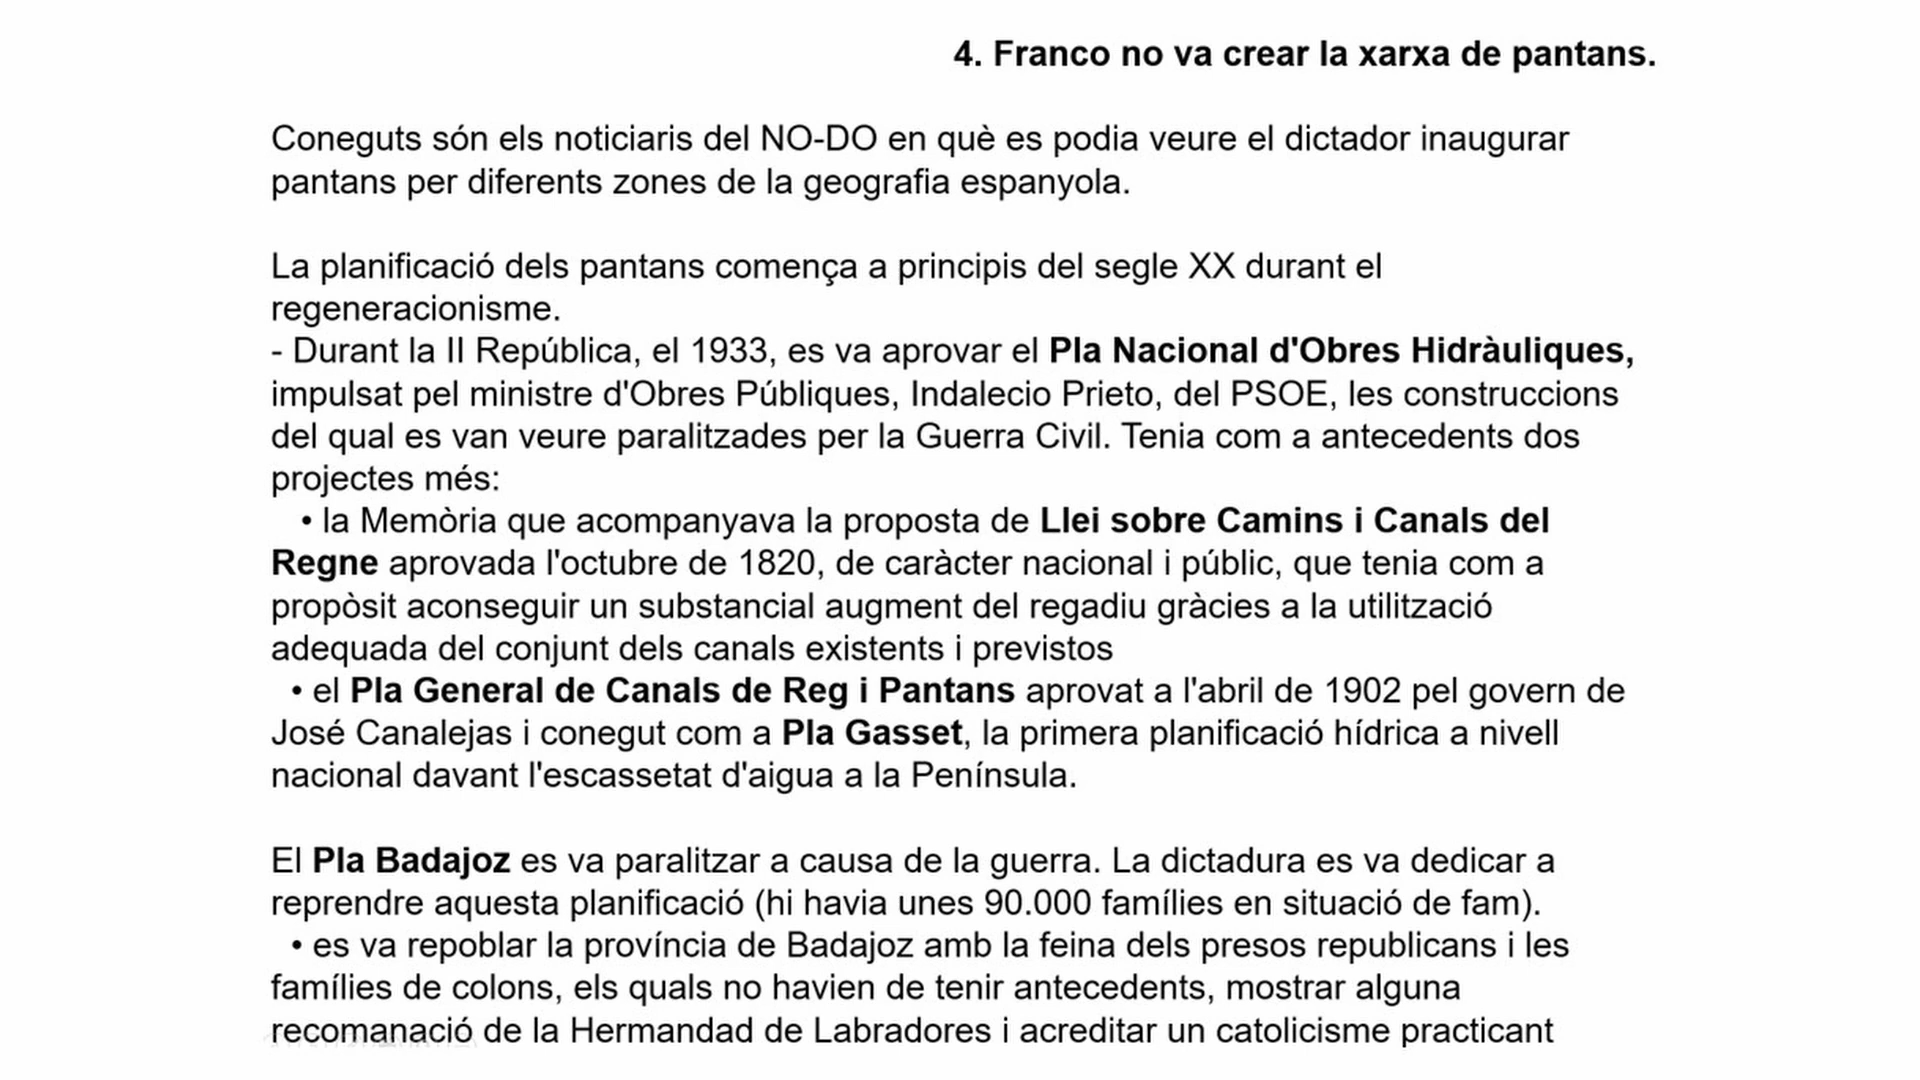 4. Franco no va crear la xarxa de pantans.
Coneguts són els noticiaris del NO-DO en què es podia veure el dictador inaugurar
pantans per diferents zones de la geografia espanyola.
La planificació dels pantans comença a principis del segle XX durant el
regeneracionisme.
- Durant la II República, el 1933, es va aprovar el Pla Nacional d'Obres Hidràuliques,
impulsat pel ministre d'Obres Públiques, Indalecio Prieto, del PSOE, les construccions
del qual es van veure paralitzades per la Guerra Civil. Tenia com a antecedents dos
projectes més:
• la Memòria que acompanyava la proposta de Llei sobre Camins i Canals del
Regne aprovada l'octubre de 1820, de caràcter nacional i públic, que tenia com a
propòsit aconseguir un substancial augment del regadiu gràcies a la utilització
adequada del conjunt dels canals existents i previstos
• el Pla General de Canals de Reg i Pantans aprovat a l'abril de 1902 pel govern de
José Canalejas i conegut com a Pla Gasset, la primera planificació hídrica a nivell
nacional davant l'escassetat d'aigua a la Península.
El Pla Badajoz es va paralitzar a causa de la guerra. La dictadura es va dedicar a
reprendre aquesta planificació (hi havia unes 90.000 famílies en situació de fam).
• es va repoblar la província de Badajoz amb la feina dels presos republicans i les
famílies de colons, els quals no havien de tenir antecedents, mostrar alguna
recomanació de la Hermandad de Labradores i acreditar un catolicisme practicant